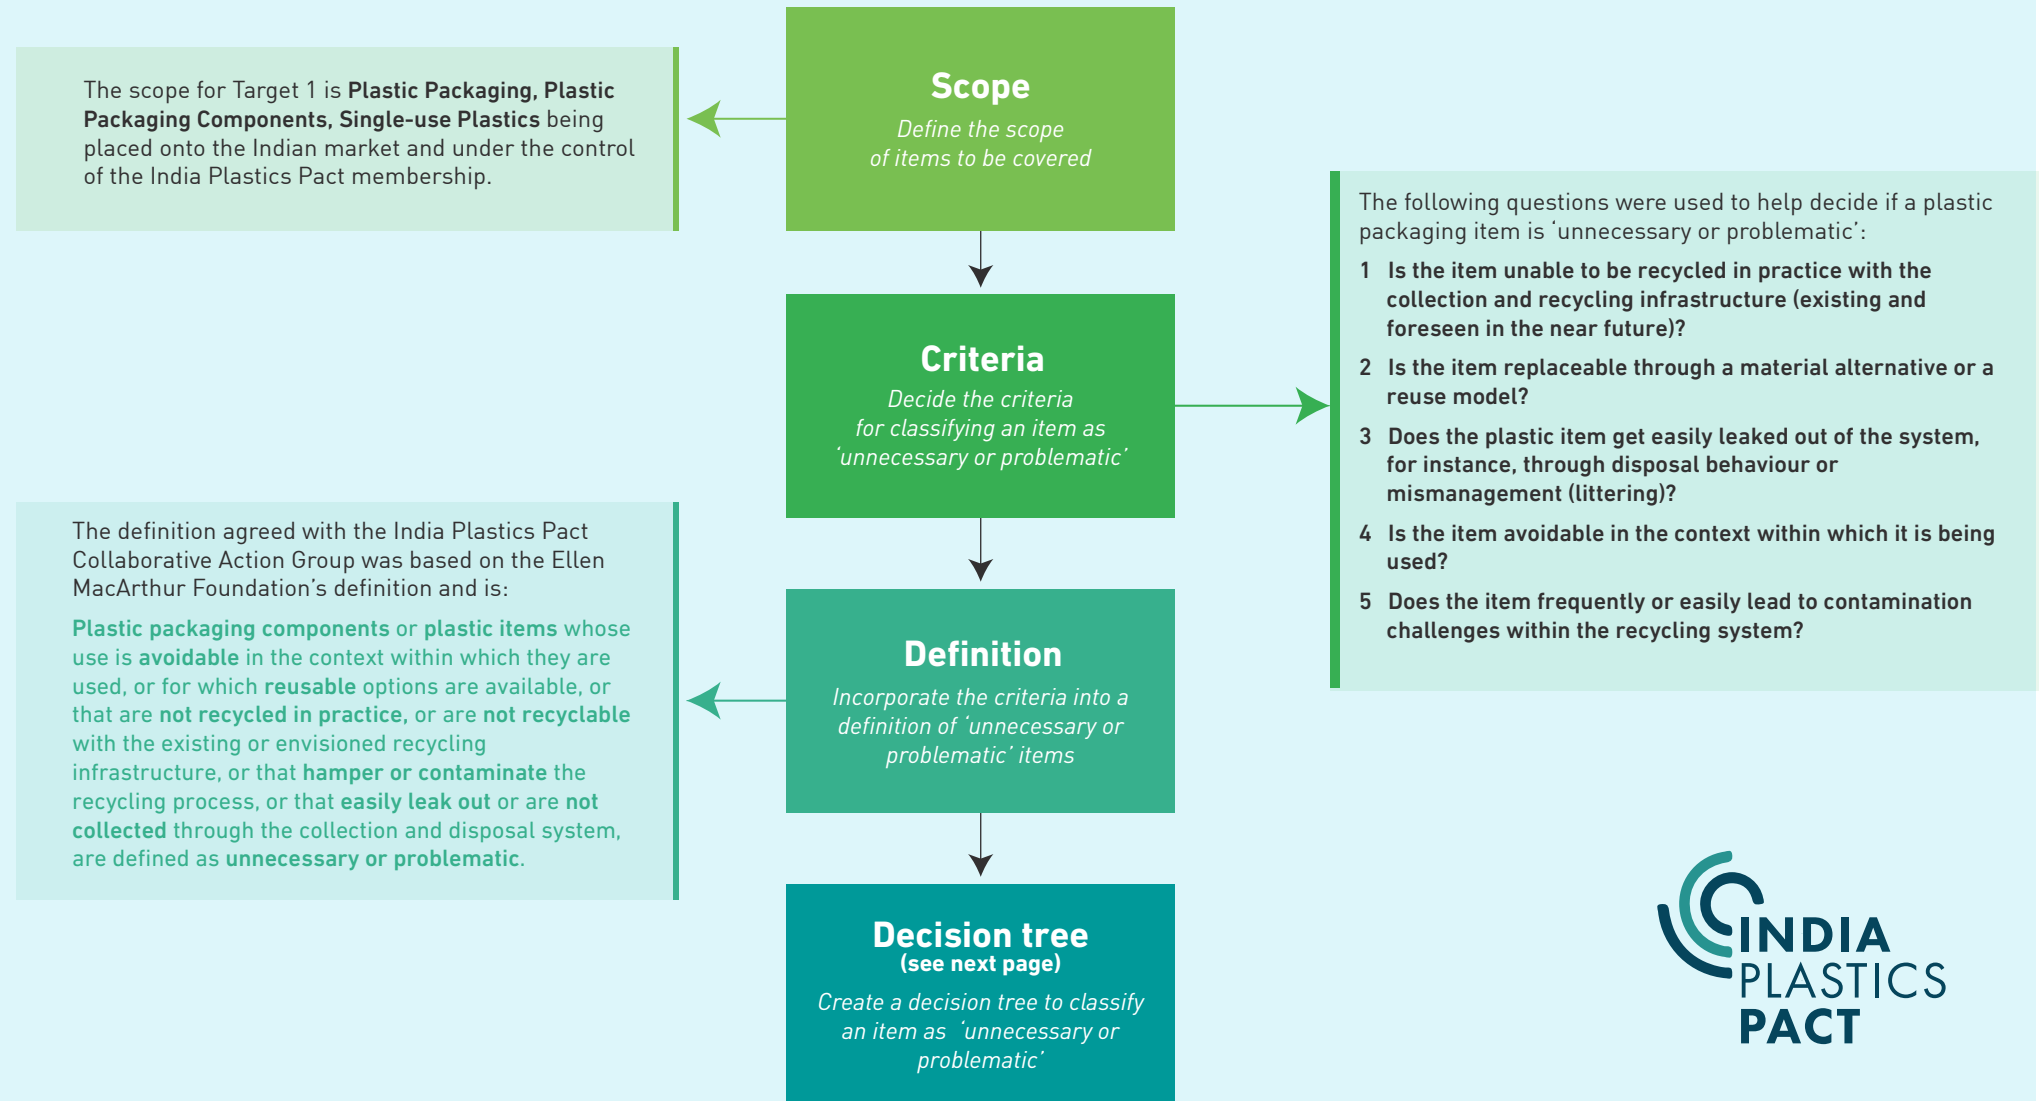 Scope
Define the scope
of items to be covered
The scope for Target 1 is Plastic Packaging, Plastic
Packaging Components, Single-use Plastics being
placed onto the Indian market and under the control
of the India Plastics Pact membership.
Criteria
Decide the criteria
for classifying an item as
‘unnecessary or problematic’
The following questions were used to help decide if a plastic
packaging item is ‘unnecessary or problematic’:
1 Is the item unable to be recycled in practice with the
collection and recycling infrastructure (existing and
foreseen in the near future)?
2 Is the item replaceable through a material alternative or a
reuse model?
3 Does the plastic item get easily leaked out of the system,
for instance, through disposal behaviour or
mismanagement (littering)?
4 Is the item avoidable in the context within which it is being
used?
5 Does the item frequently or easily lead to contamination
challenges within the recycling system?
Definition
Incorporate the criteria into a
definition of ‘unnecessary or
problematic’ items
The definition agreed with the India Plastics Pact
Collaborative Action Group was based on the Ellen
MacArthur Foundation’s definition and is:
Plastic packaging components or plastic items whose
use is avoidable in the context within which they are
used, or for which reusable options are available, or
that are not recycled in practice, or are not recyclable
with the existing or envisioned recycling
infrastructure, or that hamper or contaminate the
recycling process, or that easily leak out or are not
collected through the collection and disposal system,
are defined as unnecessary or problematic.
Decision tree
(see next page)
Create a decision tree to classify
an item as ‘unnecessary or
problematic’
INDIA
PLASTICS
PACT